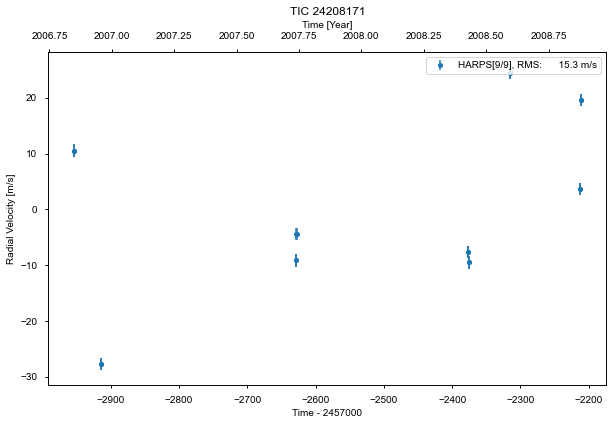 TIC 24208171
Time [Year]
2006.75 2007.00 2007.25 2007.50 2007.75 2008.00 2008.25 2008.50 2008.75
HARPS[9/9], RMS: 15.3 m/s
Radial Velocity [m/s]
20
10
0
−10
−20
−30
−2900 −2800 −2700 −2600 −2500 −2400 −2300 −2200
Time - 2457000